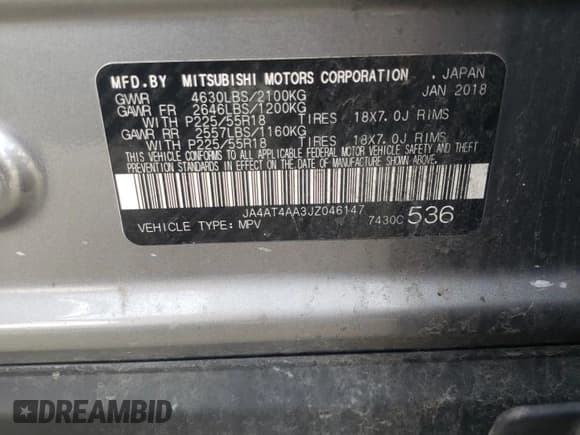 MFD.BY MITSUBISHI MOTORS CORPORATION . JAPAN
GVWR 4630LBS/2100KG JAN 2018
GAWR FR 2646LBS/1200KG
WITH P225/55R18 TIRES 18X7.0J RIMS
GAWR RR 2557LBS/1160KG
WITH P225/55R18 TIRES 18X7.0J RIMS
THIS VEHICLE CONFORMS TO ALL APPLICABLE FEDERAL MOTOR VEHICLE SAFETY AND THEFT
PREVENTION STANDARDS IN EFFECT ON THE DATE OF MANUFACTURE SHOWN ABOVE.
JA4AT4AA3JZ046147
VEHICLE TYPE: MPV 7430C 536
DREAMBID